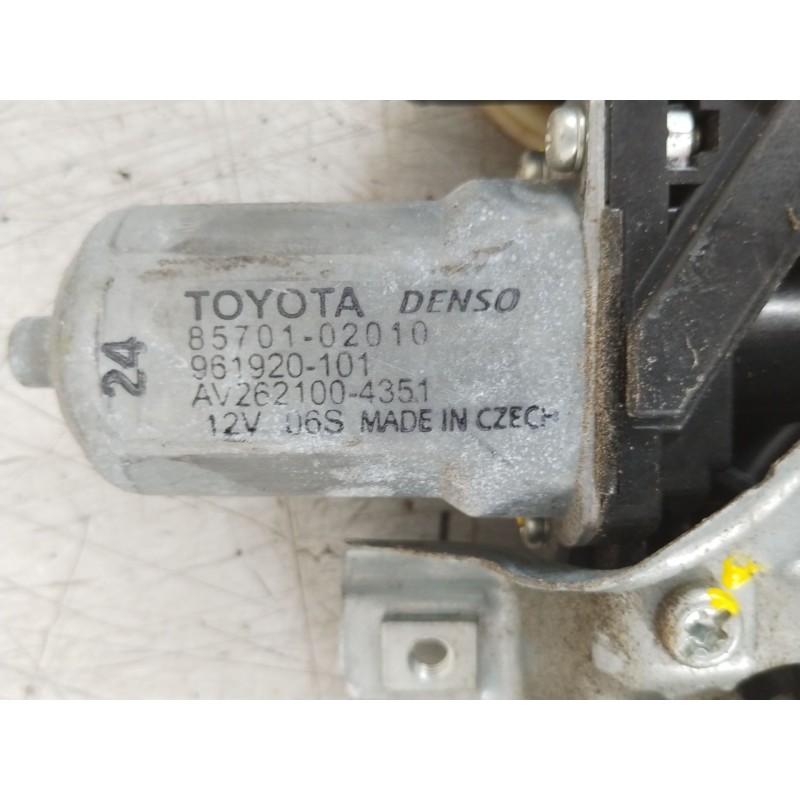 TOYOTA DENSO
85701-02010
961920-101
AV262100-4351
12V 06S MADE IN CZECH
24